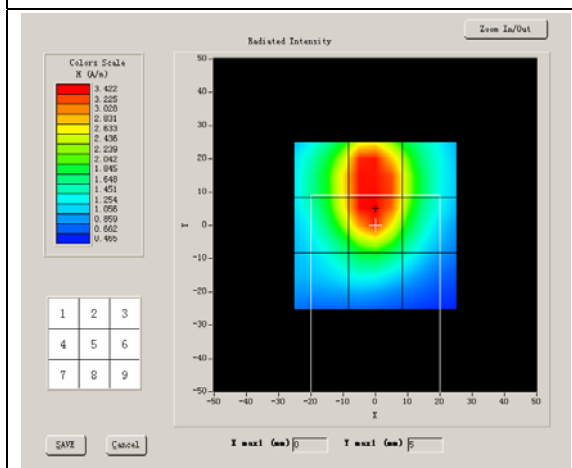 Zoom In/Out
Radiated Intensity
Colors Scale
H (A/m)
3.422
3.225
3.028
2.831
2.633
2.436
2.239
2.042
1.845
1.648
1.451
1.254
1.056
0.859
0.662
0.465
50
40
30
20
10
0
-10
-20
-30
-40
-50
Y
-50 -40 -30 -20 -10 0 10 20 30 40 50
X
1 2 3
4 5 6
7 8 9
SAVE Cancel
X max1 (mm) 0 Y max1 (mm) 5